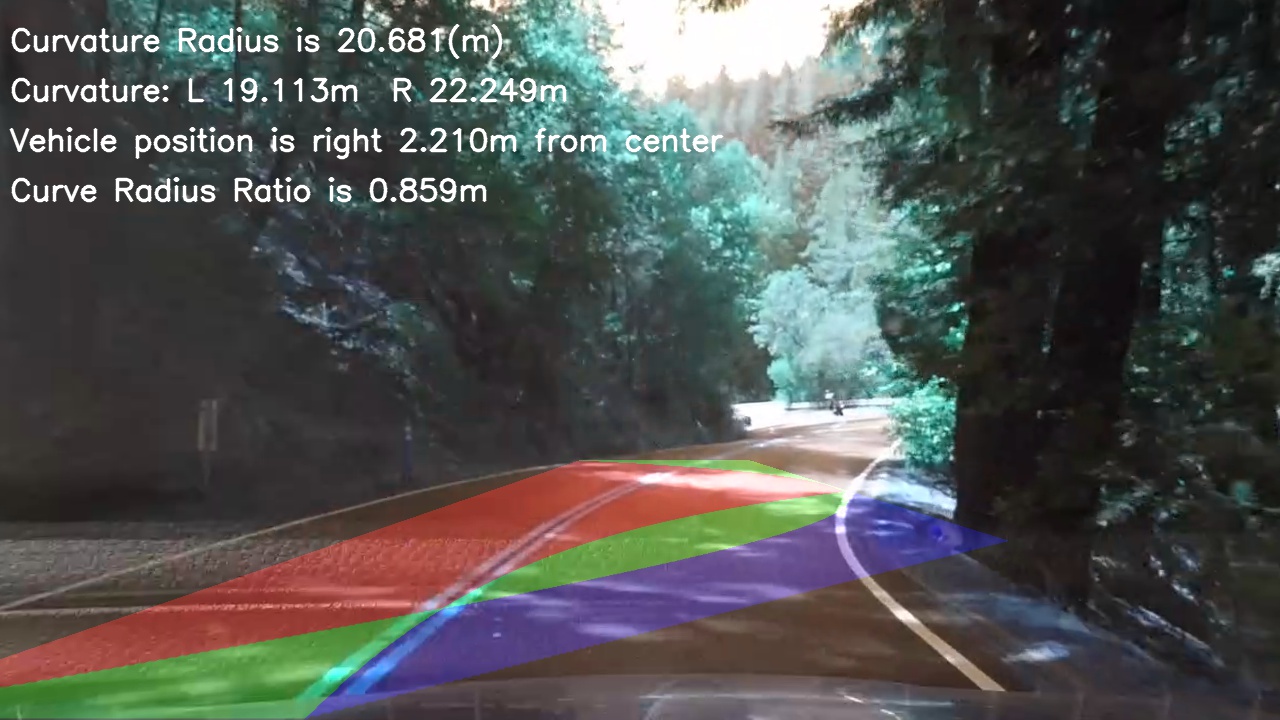 Curvature Radius is 20.681(m)
Curvature: L 19.113m R 22.249m
Vehicle position is right 2.210m from center
Curve Radius Ratio is 0.859m